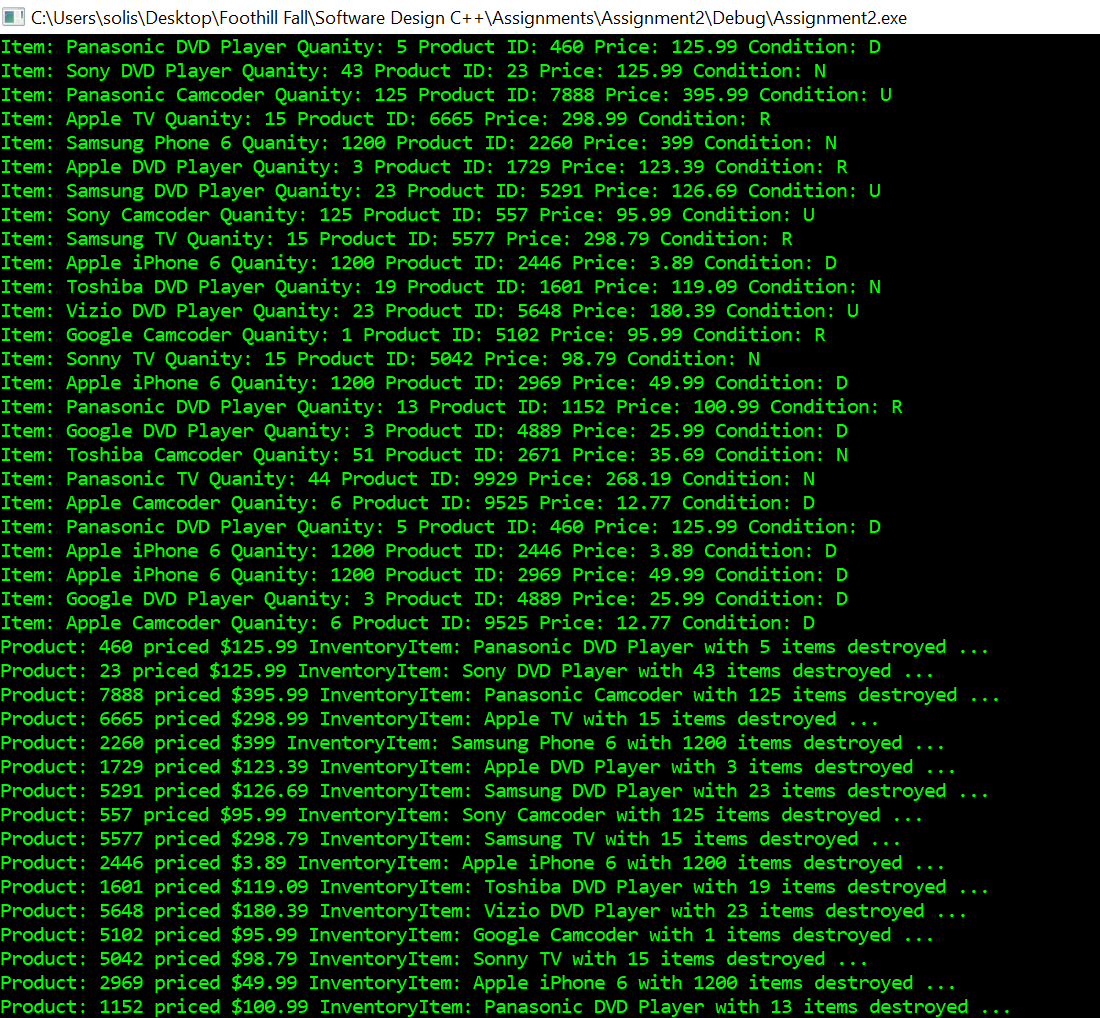 C:\Users\solis\Desktop\Foothill Fall\Software Design C++\Assignments\Assignment2\Debug\Assignment2.exe
Item: Panasonic DVD Player Quanity: 5 Product ID: 460 Price: 125.99 Condition: D
Item: Sony DVD Player Quanity: 43 Product ID: 23 Price: 125.99 Condition: N
Item: Panasonic Camcoder Quanity: 125 Product ID: 7888 Price: 395.99 Condition: U
Item: Apple TV Quanity: 15 Product ID: 6665 Price: 298.99 Condition: R
Item: Samsung Phone 6 Quanity: 1200 Product ID: 2260 Price: 399 Condition: N
Item: Apple DVD Player Quanity: 3 Product ID: 1729 Price: 123.39 Condition: R
Item: Samsung DVD Player Quanity: 23 Product ID: 5291 Price: 126.69 Condition: U
Item: Sony Camcoder Quanity: 125 Product ID: 557 Price: 95.99 Condition: U
Item: Samsung TV Quanity: 15 Product ID: 5577 Price: 298.79 Condition: R
Item: Apple iPhone 6 Quanity: 1200 Product ID: 2446 Price: 3.89 Condition: D
Item: Toshiba DVD Player Quanity: 19 Product ID: 1601 Price: 119.09 Condition: N
Item: Vizio DVD Player Quanity: 23 Product ID: 5648 Price: 180.39 Condition: U
Item: Google Camcoder Quanity: 1 Product ID: 5102 Price: 95.99 Condition: R
Item: Sonny TV Quanity: 15 Product ID: 5042 Price: 98.79 Condition: N
Item: Apple iPhone 6 Quanity: 1200 Product ID: 2969 Price: 49.99 Condition: D
Item: Panasonic DVD Player Quanity: 13 Product ID: 1152 Price: 100.99 Condition: R
Item: Google DVD Player Quanity: 3 Product ID: 4889 Price: 25.99 Condition: D
Item: Toshiba Camcoder Quanity: 51 Product ID: 2671 Price: 35.69 Condition: N
Item: Panasonic TV Quanity: 44 Product ID: 9929 Price: 268.19 Condition: N
Item: Apple Camcoder Quanity: 6 Product ID: 9525 Price: 12.77 Condition: D
Item: Panasonic DVD Player Quanity: 5 Product ID: 460 Price: 125.99 Condition: D
Item: Apple iPhone 6 Quanity: 1200 Product ID: 2446 Price: 3.89 Condition: D
Item: Apple iPhone 6 Quanity: 1200 Product ID: 2969 Price: 49.99 Condition: D
Item: Google DVD Player Quanity: 3 Product ID: 4889 Price: 25.99 Condition: D
Item: Apple Camcoder Quanity: 6 Product ID: 9525 Price: 12.77 Condition: D
Product: 460 priced $125.99 InventoryItem: Panasonic DVD Player with 5 items destroyed ...
Product: 23 priced $125.99 InventoryItem: Sony DVD Player with 43 items destroyed ...
Product: 7888 priced $395.99 InventoryItem: Panasonic Camcoder with 125 items destroyed ...
Product: 6665 priced $298.99 InventoryItem: Apple TV with 15 items destroyed ...
Product: 2260 priced $399 InventoryItem: Samsung Phone 6 with 1200 items destroyed ...
Product: 1729 priced $123.39 InventoryItem: Apple DVD Player with 3 items destroyed ...
Product: 5291 priced $126.69 InventoryItem: Samsung DVD Player with 23 items destroyed ...
Product: 557 priced $95.99 InventoryItem: Sony Camcoder with 125 items destroyed ...
Product: 5577 priced $298.79 InventoryItem: Samsung TV with 15 items destroyed ...
Product: 2446 priced $3.89 InventoryItem: Apple iPhone 6 with 1200 items destroyed ...
Product: 1601 priced $119.09 InventoryItem: Toshiba DVD Player with 19 items destroyed ...
Product: 5648 priced $180.39 InventoryItem: Vizio DVD Player with 23 items destroyed ...
Product: 5102 priced $95.99 InventoryItem: Google Camcoder with 1 items destroyed ...
Product: 5042 priced $98.79 InventoryItem: Sonny TV with 15 items destroyed ...
Product: 2969 priced $49.99 InventoryItem: Apple iPhone 6 with 1200 items destroyed ...
Product: 1152 priced $100.99 InventoryItem: Panasonic DVD Player with 13 items destroyed ...